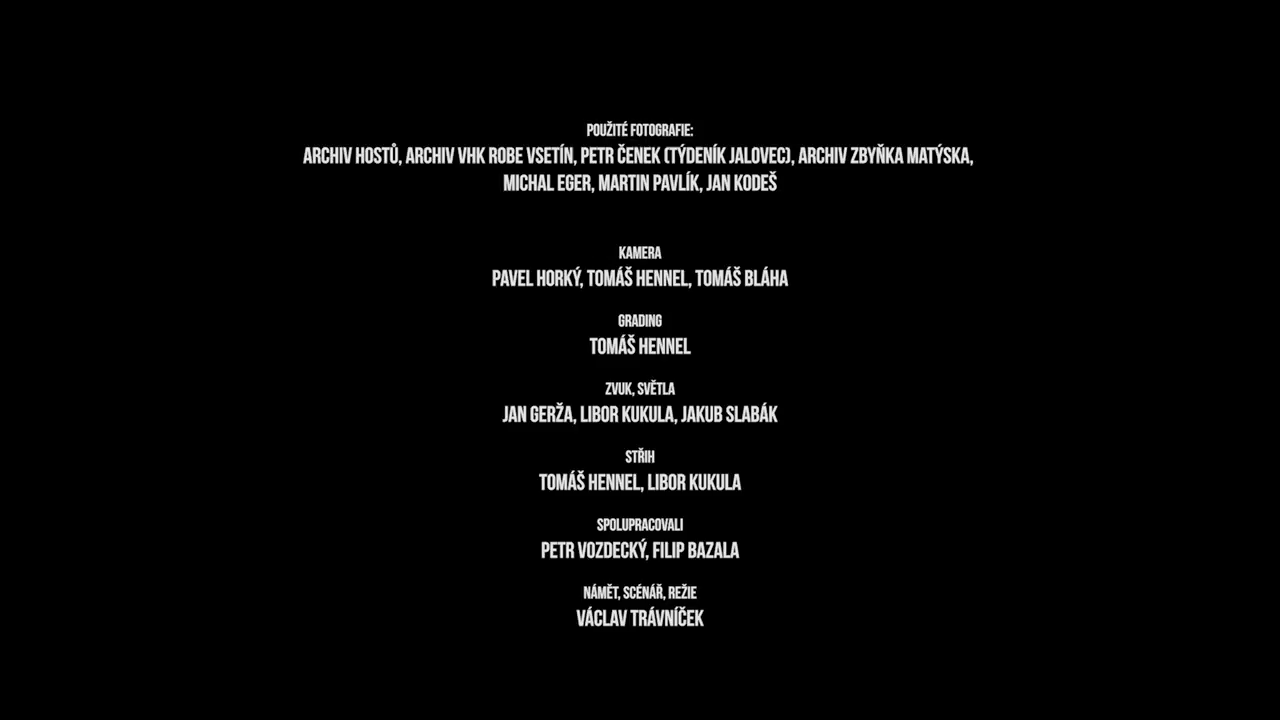 POUŽITÉ FOTOGRAFIE:
ARCHIV HOSTŮ, ARCHIV VHK ROBE VSETÍN, PETR ČENEK (TÝDENÍK JALOVEC), ARCHIV ZBYŇKA MATÝSKA,
MICHAL EGER, MARTIN PAVLÍK, JAN KODEŠ
KAMERA
PAVEL HORKÝ, TOMÁŠ HENNEL, TOMÁŠ BLÁHA
GRADING
TOMÁŠ HENNEL
ZVUK, SVĚTLA
JAN GERŽA, LIBOR KUKULA, JAKUB SLABÁK
STŘIH
TOMÁŠ HENNEL, LIBOR KUKULA
SPOLUPRACOVALI
PETR VOZDECKÝ, FILIP BAZALA
NÁMĚT, SCÉNÁŘ, REŽIE
VÁCLAV TRÁVNÍČEK